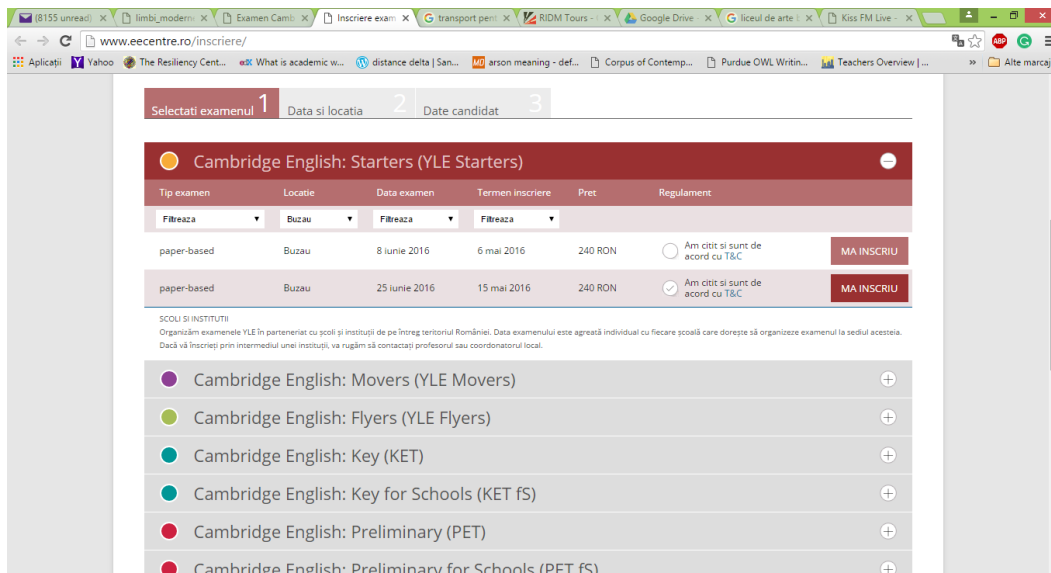 (8155 unread)
limbi_moderne
Examen Camb
Inscriere exam
transport pent
RIDM Tours -
Google Drive
liceul de arte
Kiss FM Live -
www.eecentre.ro/inscriere/
Aplicații
Yahoo
The Resiliency Cent...
What is academic w...
distance delta | San...
arson meaning - def...
Corpus of Contemp...
Purdue OWL Writin...
Teachers Overview | ...
»
Alte marcaj
Selectati examenul 1
Data si locatia 2
Date candidat 3
Cambridge English: Starters (YLE Starters)
Tip examen Locatie Data examen Termen inscriere Pret Regulament
Filtreaza Buzau Filtreaza Filtreaza
paper-based Buzau 8 iunie 2016 6 mai 2016 240 RON Am citit si sunt de
acord cu T&C
MA INSCRIU
paper-based Buzau 25 iunie 2016 15 mai 2016 240 RON Am citit si sunt de
acord cu T&C
MA INSCRIU
SCOLI SI INSTITUTII
Organizăm examenele YLE în parteneriat cu școli și instituții de pe întreg teritoriul României. Data examenului este agreată individual cu fiecare școală care dorește să organizeze examenul la sediul acesteia.
Dacă vă înscrieți prin intermediul unei instituții, va rugăm să contactați profesorul sau coordonatorul local.
Cambridge English: Movers (YLE Movers)
Cambridge English: Flyers (YLE Flyers)
Cambridge English: Key (KET)
Cambridge English: Key for Schools (KET fS)
Cambridge English: Preliminary (PET)
Cambridge English: Preliminary for Schools (PET fS)